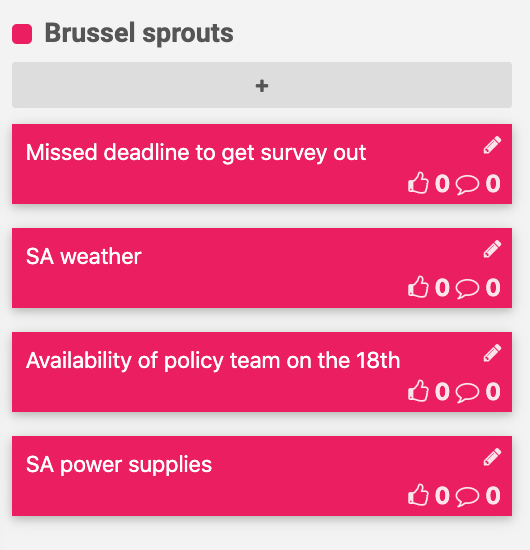 Brussel sprouts
+
Missed deadline to get survey out
0 0
SA weather
0 0
Availability of policy team on the 18th
0 0
SA power supplies
0 0